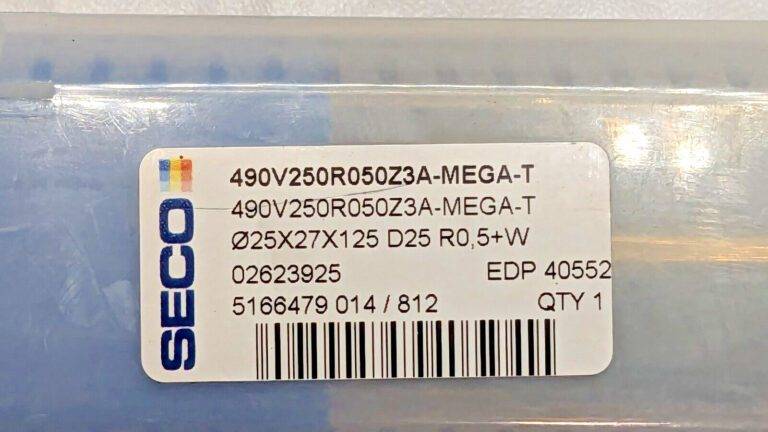 SECO
490V250R050Z3A-MEGA-T
490V250R050Z3A-MEGA-T
Ø25X27X125 D25 R0,5+W
02623925 EDP 40552
5166479 014 / 812 QTY 1